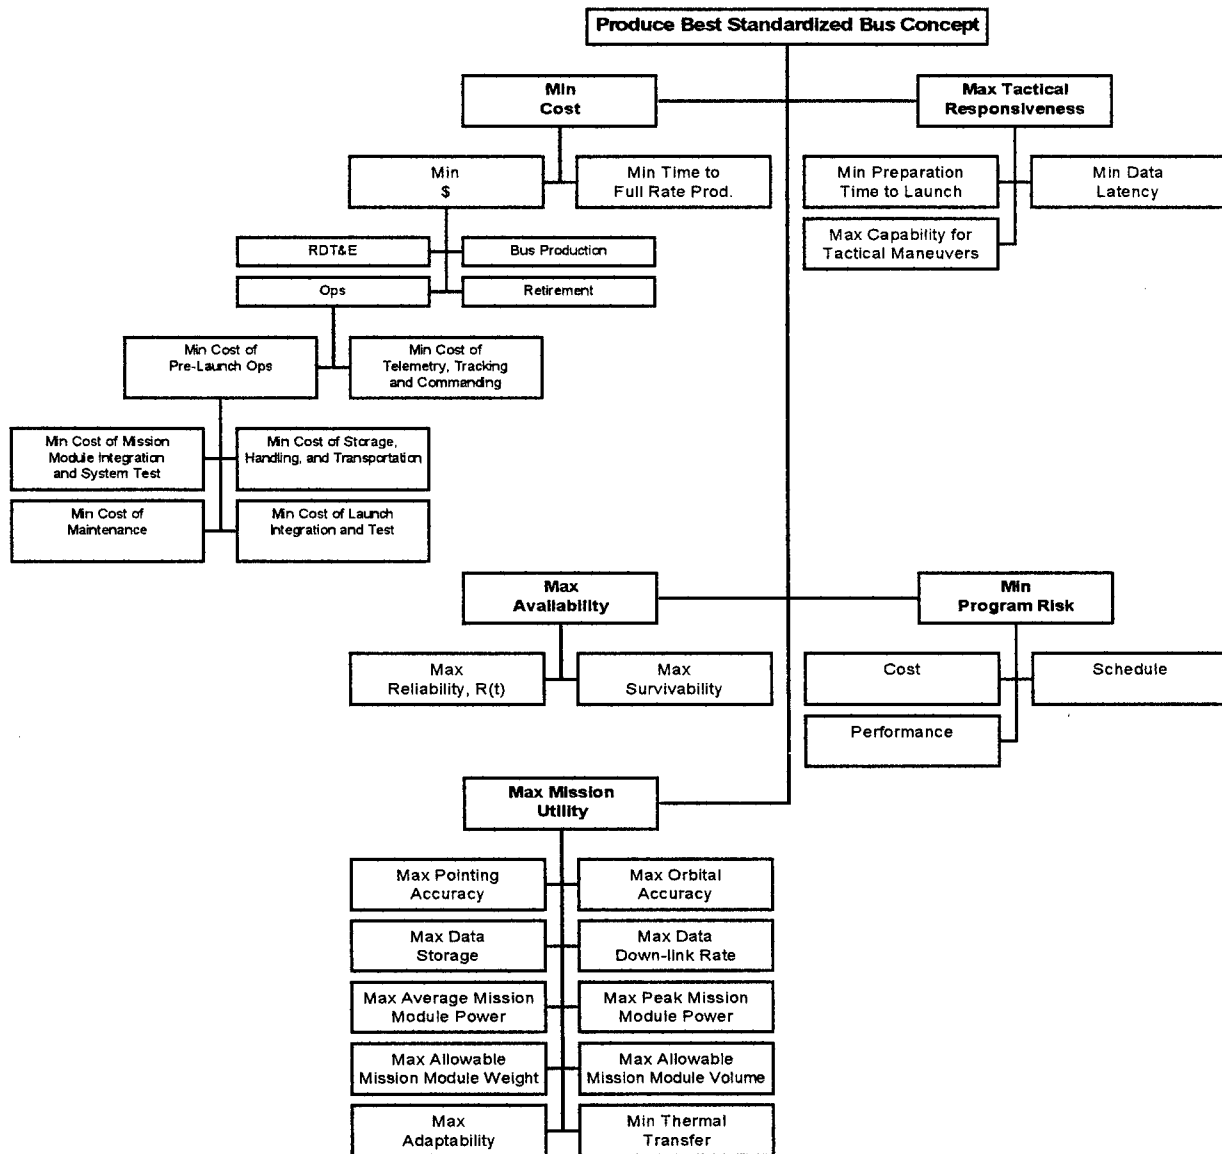 Produce Best Standardized Bus Concept
Min
Cost
Max Tactical
Responsiveness
Min
$
Min Time to
Full Rate Prod.
Min Preparation
Time to Launch
Min Data
Latency
Max Capability for
Tactical Maneuvers
RDT&E
Bus Production
Ops
Retirement
Min Cost of
Pre-Launch Ops
Min Cost of
Telemetry, Tracking
and Commanding
Min Cost of Mission
Module Integration
and System Test
Min Cost of Storage,
Handling, and Transportation
Min Cost of
Maintenance
Min Cost of Launch
Integration and Test
Max
Availability
Min
Program Risk
Max
Reliability, R(t)
Max
Survivability
Cost
Schedule
Performance
Max Mission
Utility
Max Pointing
Accuracy
Max Orbital
Accuracy
Max Data
Storage
Max Data
Down-link Rate
Max Average Mission
Module Power
Max Peak Mission
Module Power
Max Allowable
Mission Module Weight
Max Allowable
Mission Module Volume
Max
Adaptability
Min Thermal
Transfer